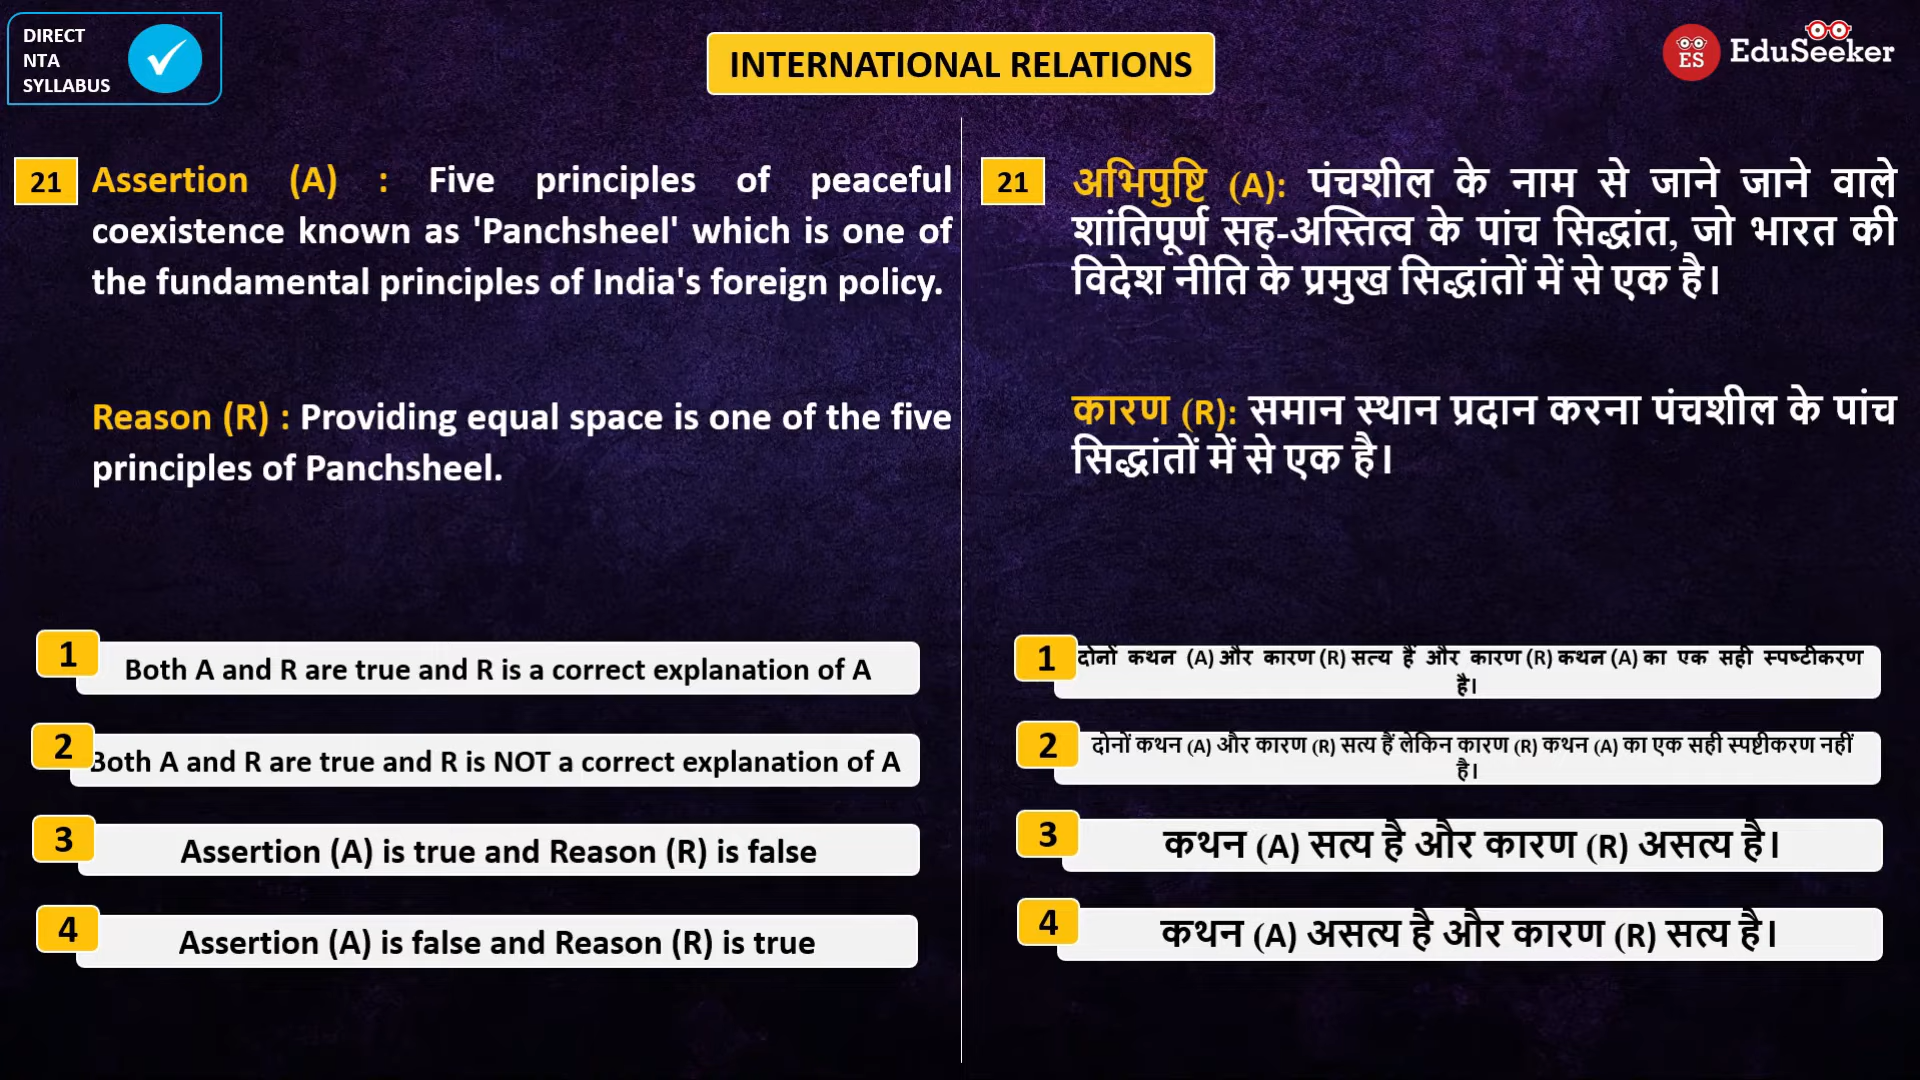 DIRECT
NTA
SYLLABUS
INTERNATIONAL RELATIONS
ES
EduSeeker
21
Assertion (A) : Five principles of peaceful
coexistence known as 'Panchsheel' which is one of
the fundamental principles of India's foreign policy.
Reason (R) : Providing equal space is one of the five
principles of Panchsheel.
1
Both A and R are true and R is a correct explanation of A
2
Both A and R are true and R is NOT a correct explanation of A
3
Assertion (A) is true and Reason (R) is false
4
Assertion (A) is false and Reason (R) is true
21
अभिपुष्टि (A): पंचशील के नाम से जाने जाने वाले
शांतिपूर्ण सह-अस्तित्व के पांच सिद्धांत, जो भारत की
विदेश नीति के प्रमुख सिद्धांतों में से एक है।
कारण (R): समान स्थान प्रदान करना पंचशील के पांच
सिद्धांतों में से एक है।
1
दोनों कथन (A) और कारण (R) सत्य हैं और कारण (R) कथन (A) का एक सही स्पष्टीकरण
है।
2
दोनों कथन (A) और कारण (R) सत्य हैं लेकिन कारण (R) कथन (A) का एक सही स्पष्टीकरण नहीं
है।
3
कथन (A) सत्य है और कारण (R) असत्य है।
4
कथन (A) असत्य है और कारण (R) सत्य है।